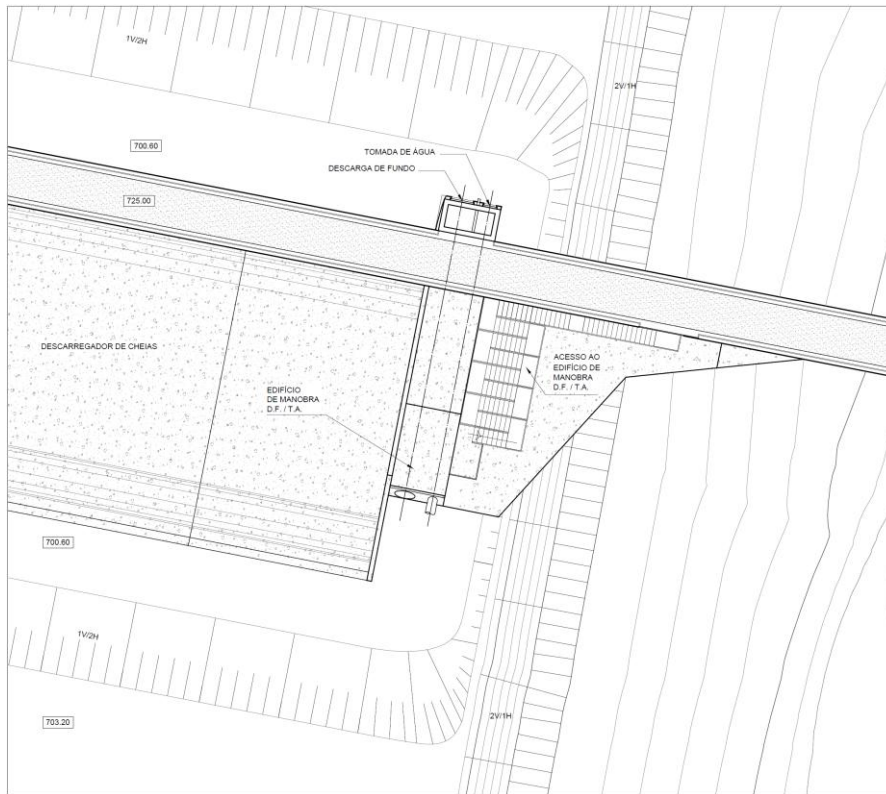 1V/2H
2V/1H
700.60
TOMADA DE ÁGUA
DESCARGA DE FUNDO
725.00
DESCARREGADOR DE CHEIAS
ACESSO AO
EDIFÍCIO DE
MANOBRA
D.F. / T.A.
EDIFÍCIO
DE MANOBRA
D.F. / T.A.
700.60
1V/2H
703.20
2V/1H